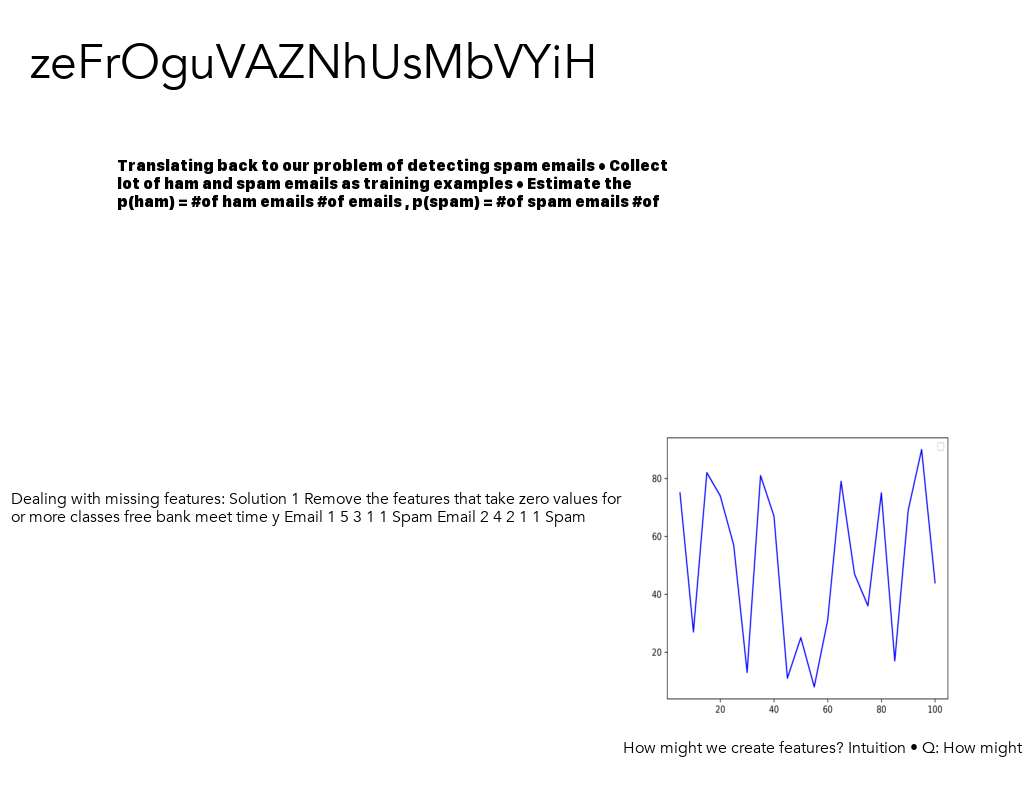 zeFrOguVAZNhUsMbVYiH
Translating back to our problem of detecting spam emails • Collect
lot of ham and spam emails as training examples • Estimate the
p(ham) = #of ham emails #of emails , p(spam) = #of spam emails #of
Dealing with missing features: Solution 1 Remove the features that take zero values for
or more classes free bank meet time y Email 1 5 3 1 1 Spam Email 2 4 2 1 1 Spam
80
60
40
20
20 40 60 80 100
How might we create features? Intuition • Q: How might